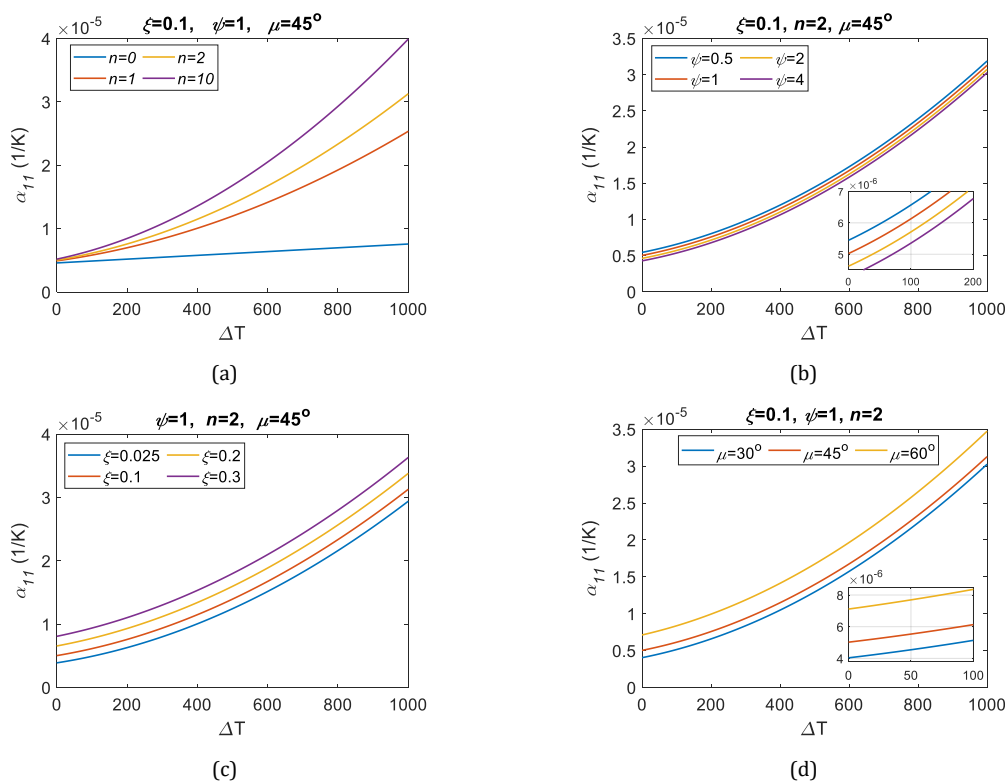 ξ=0.1, ψ=1, μ=45°
×10⁻⁵
4
3
2
1
0
0 200 400 600 800 1000
α₁₁ (1/K)
ΔT
n=0 n=2
n=1 n=10
(a)
ξ=0.1, n=2, μ=45°
×10⁻⁵
3.5
3
2.5
2
1.5
1
0.5
0
0 200 400 600 800 1000
α₁₁ (1/K)
ΔT
ψ=0.5 ψ=2
ψ=1 ψ=4
×10⁻⁶
7
6
5
0 100 200
(b)
ψ=1, n=2, μ=45°
×10⁻⁵
4
3
2
1
0
0 200 400 600 800 1000
α₁₁ (1/K)
ΔT
ξ=0.025 ξ=0.2
ξ=0.1 ξ=0.3
(c)
ξ=0.1, ψ=1, n=2
×10⁻⁵
3.5
3
2.5
2
1.5
1
0.5
0
0 200 400 600 800 1000
α₁₁ (1/K)
ΔT
μ=30° μ=45° μ=60°
×10⁻⁶
8
6
4
0 50 100
(d)